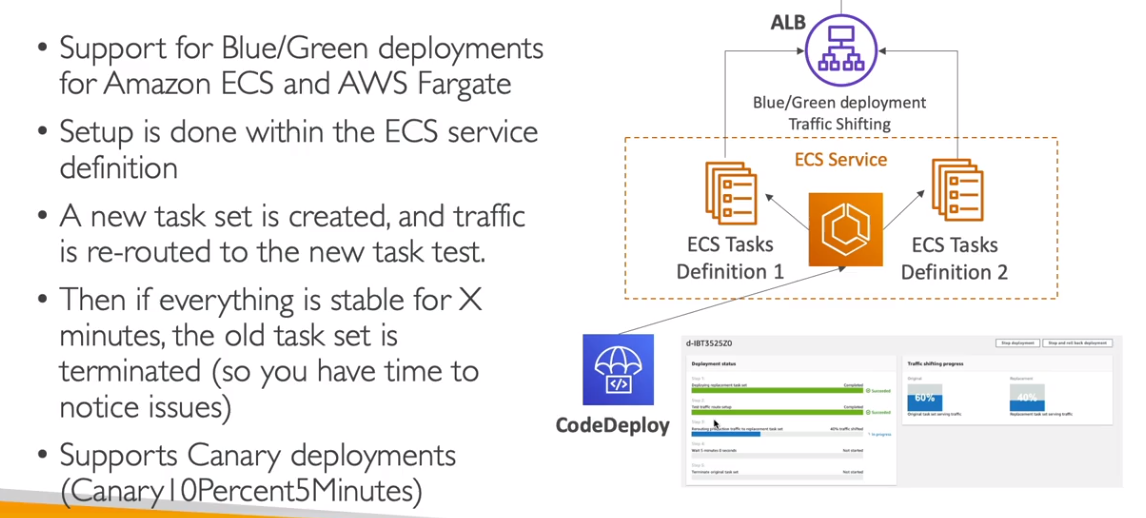 • Support for Blue/Green deployments
for Amazon ECS and AWS Fargate
• Setup is done within the ECS service
definition
• A new task set is created, and traffic
is re-routed to the new task test.
• Then if everything is stable for X
minutes, the old task set is
terminated (so you have time to
notice issues)
• Supports Canary deployments
(Canary10Percent5Minutes)
ALB
Blue/Green deployment
Traffic Shifting
ECS Service
ECS Tasks
Definition 1
ECS Tasks
Definition 2
CodeDeploy
d-IBT3525Z0
Stop deployment
Stop and roll back deployment
Deployment status
Step 1:
Deploying replacement task set
Completed
Succeeded
Step 2:
Test traffic route setup
Completed
Succeeded
Rerouting production traffic to replacement task set
40% traffic shifted
In progress
Step 4:
Wait 5 minutes 0 seconds
Not started
Step 5:
Terminate original task set
Not started
Traffic shifting progress
Original
Replacement
60%
40%
Original task set serving traffic
Replacement task set serving traffic